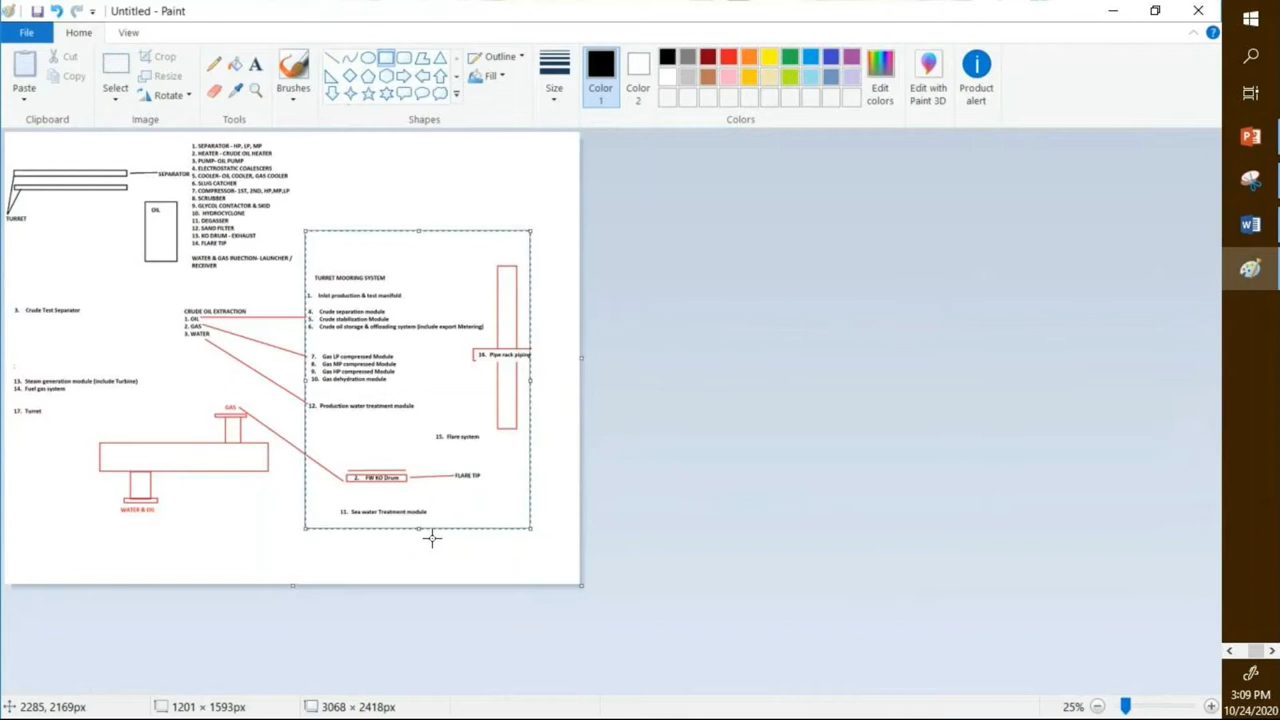 Untitled - Paint
File
Home
View
Paste
Cut
Copy
Clipboard
Select
Crop
Resize
Rotate
Image
Tools
Brushes
Shapes
Outline
Fill
Size
Color 1
Color 2
Colors
Edit colors
Edit with Paint 3D
Product alert
1. SEPARATOR - HP, LP, MP
2. HEATER - CRUDE OIL HEATER
3. PUMP- OIL PUMP
4. ELECTROSTATIC COALESCERS
5. COOLER- OIL COOLER, GAS COOLER
6. SLUG CATCHER
7. COMPRESSOR- 1ST, 2ND, HP,MP,LP
8. SCRUBBER
9. GLYCOL CONTACTOR & SKID
10. HYDROCYCLONE
11. DEGASSER
12. SAND FILTER
13. KO DRUM - EXHAUST
14. FLARE TIP
WATER & GAS INJECTION- LAUNCHER /
RECEIVER
SEPARATOR
TURRET
OIL
3. Crude Test Separator
CRUDE OIL EXTRACTION
1. OIL
2. GAS
3. WATER
13. Steam generation module (include Turbine)
14. Fuel gas system
17. Turret
GAS
WATER & OIL
TURRET MOORING SYSTEM
1. Inlet production & test manifold
4. Crude separation module
5. Crude stabilization Module
6. Crude oil storage & offloading system (include export Metering)
7. Gas LP compressed Module
8. Gas MP compressed Module
9. Gas HP compressed Module
10. Gas dehydration module
16. Pipe rack piping
12. Production water treatment module
15. Flare system
2. FW KO Drum
FLARE TIP
11. Sea water Treatment module
2285, 2169px
1201 × 1593px
3068 × 2418px
25%
3:09 PM
10/24/2020